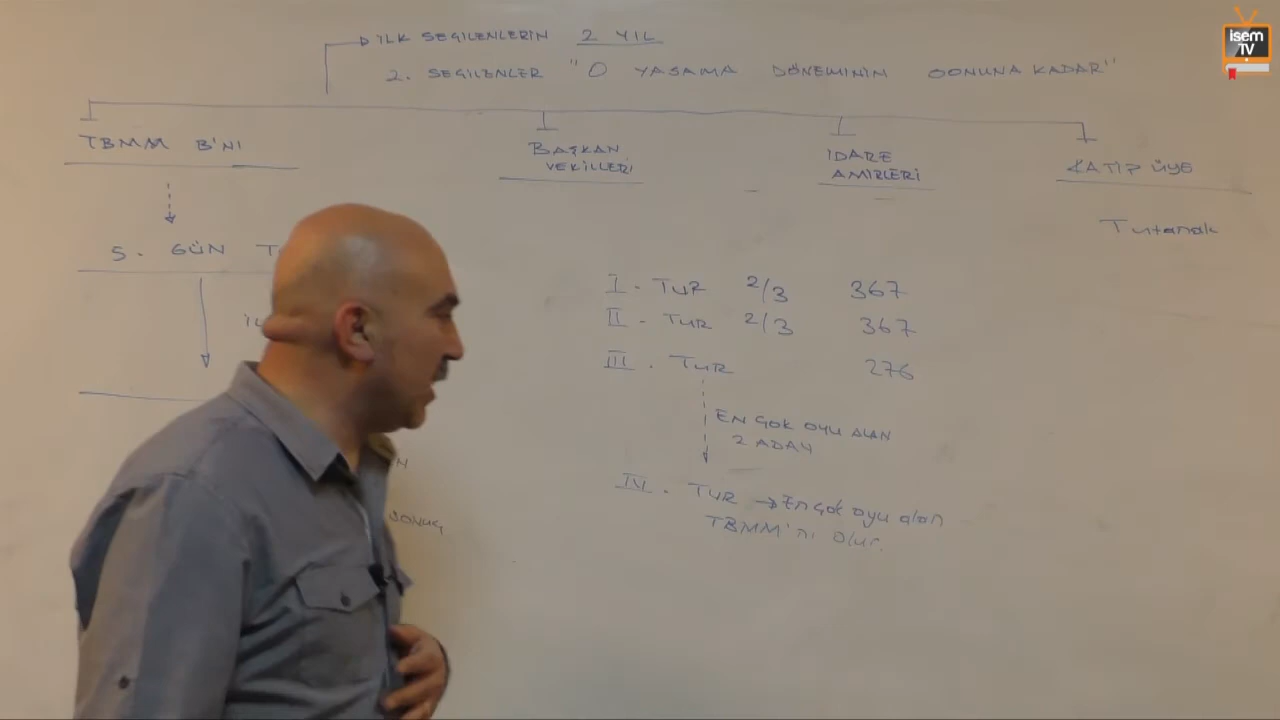 İLK SEÇİLENLERİN 2 YIL
2. SEÇİLENLER "O YASAMA DÖNEMİNİN SONUNA KADAR"
TBMM B'NI
BAŞKAN
VEKİLLERİ
İDARE
AMİRLERİ
KATİP ÜYE
Tutanak
5. GÜN T
İL
I. TUR 2/3 367
II - TUR 2/3 367
III. TUR 276
EN ÇOK OYU ALAN
2 ADAY
IV. TUR → En çok oyu alan
TBMM'nı olur.
N
SONUÇ
isem
TV